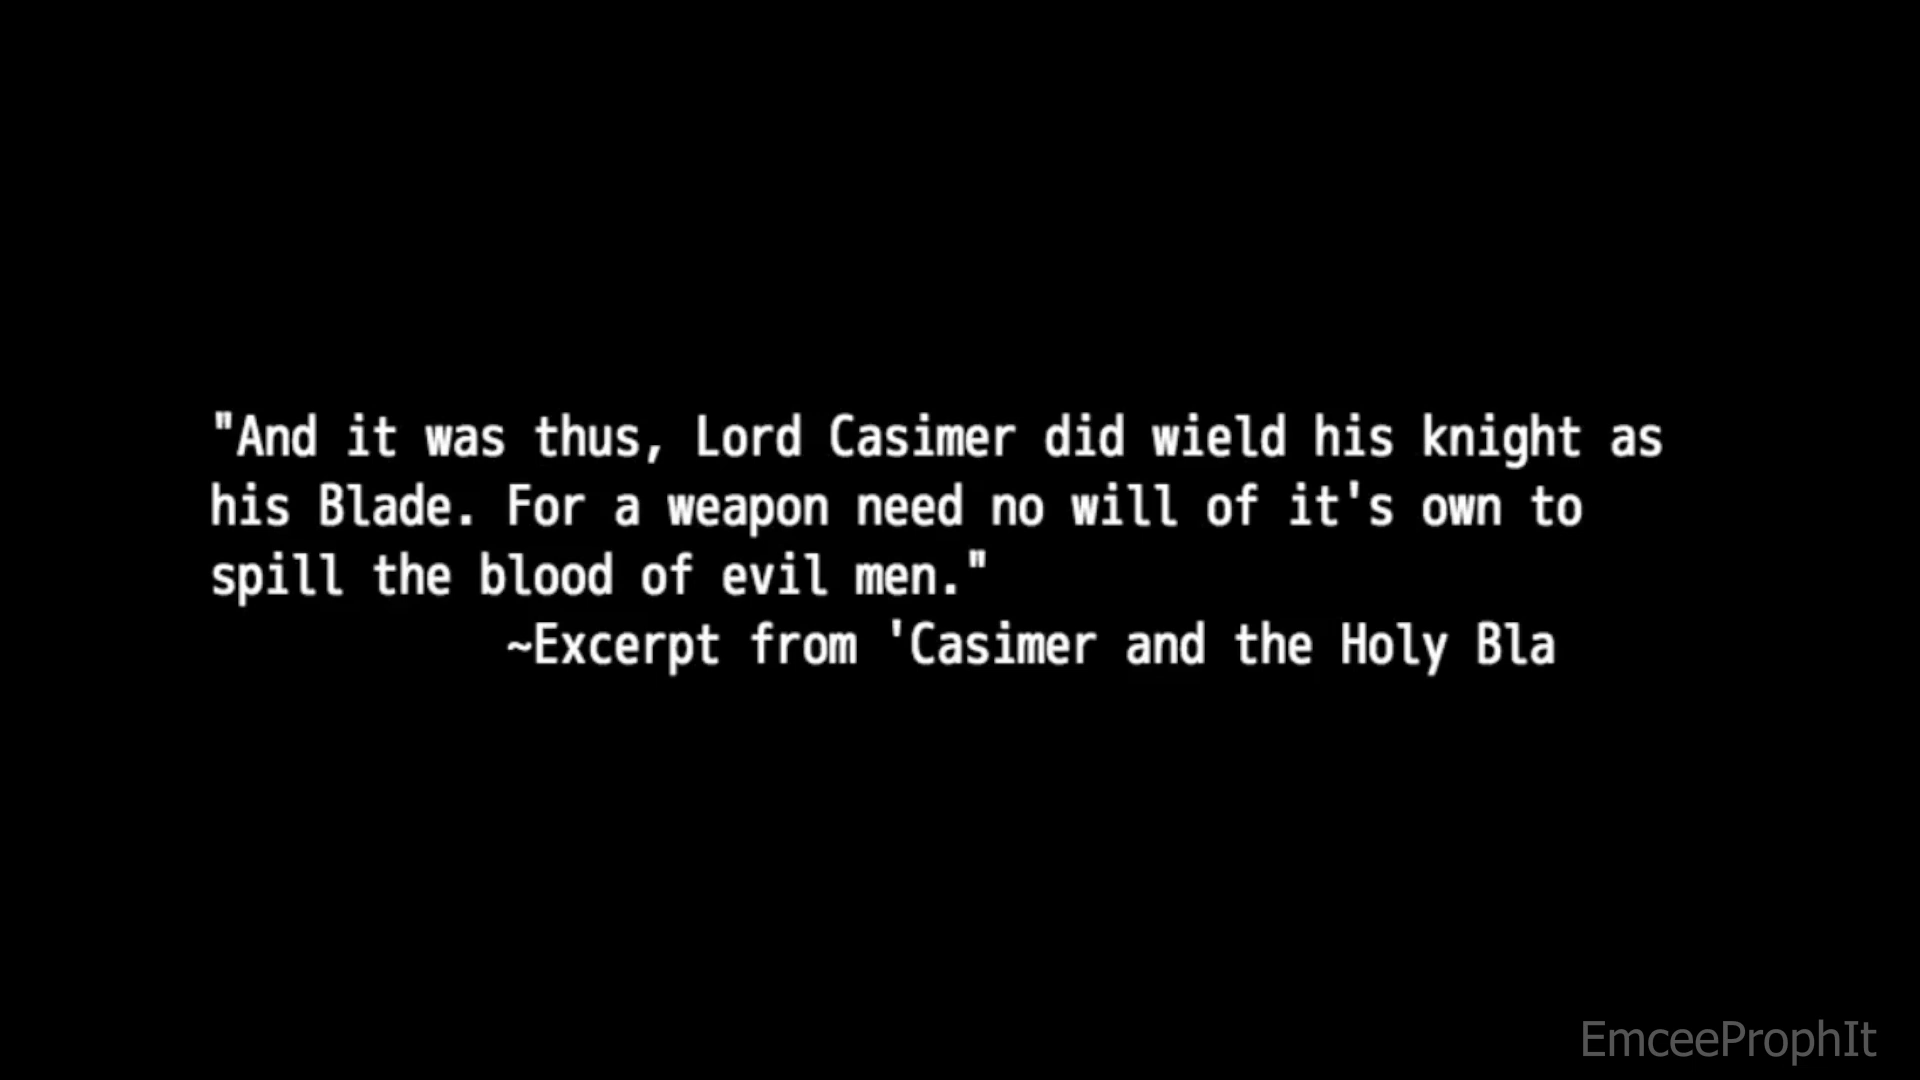 "And it was thus, Lord Casimer did wield his knight as
his Blade. For a weapon need no will of it's own to
spill the blood of evil men."
~Excerpt from 'Casimer and the Holy Bla
EmceeProphIt